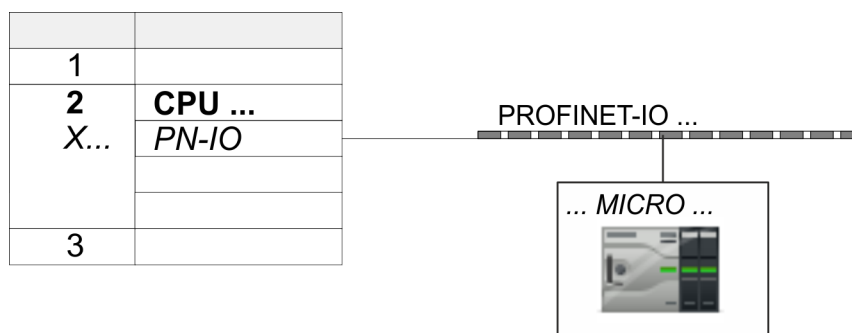 1
2 CPU ...
X... PN-IO
3
PROFINET-IO ...
... MICRO ...